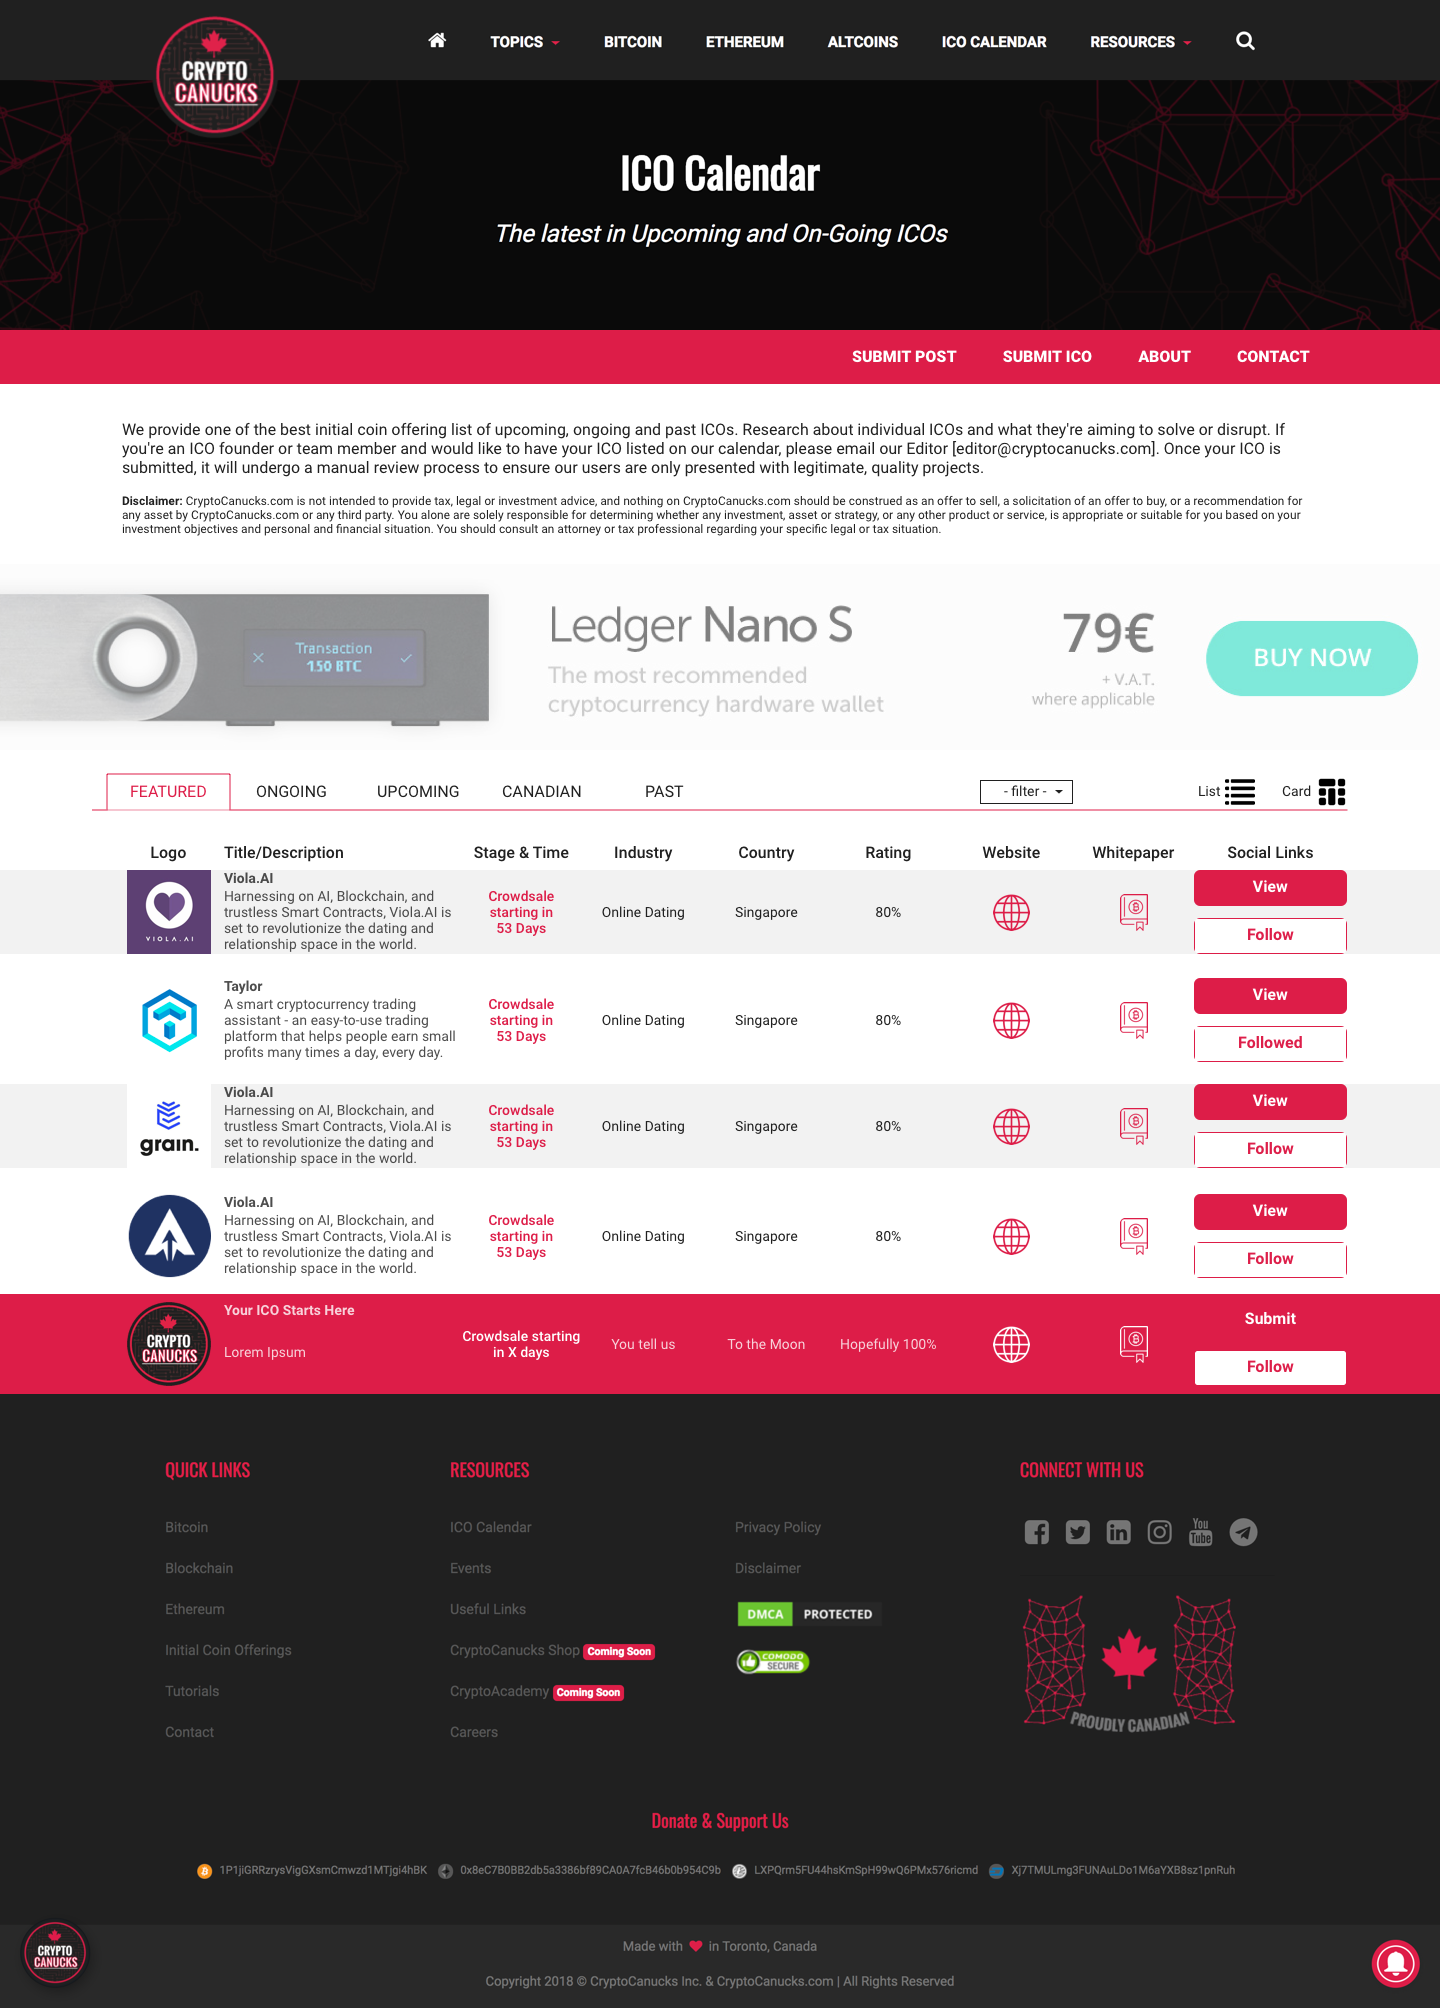 CRYPTO
CANUCKS
TOPICS
BITCOIN
ETHEREUM
ALTCOINS
ICO CALENDAR
RESOURCES
ICO Calendar
The latest in Upcoming and On-Going ICOs
SUBMIT POST
SUBMIT ICO
ABOUT
CONTACT
We provide one of the best initial coin offering list of upcoming, ongoing and past ICOs. Research about individual ICOs and what they're aiming to solve or disrupt. If
you're an ICO founder or team member and would like to have your ICO listed on our calendar, please email our Editor [editor@cryptocanucks.com]. Once your ICO is
submitted, it will undergo a manual review process to ensure our users are only presented with legitimate, quality projects.
Disclaimer: CryptoCanucks.com is not intended to provide tax, legal or investment advice, and nothing on CryptoCanucks.com should be construed as an offer to sell, a solicitation of an offer to buy, or a recommendation for
any asset by CryptoCanucks.com or any third party. You alone are solely responsible for determining whether any investment, asset or strategy, or any other product or service, is appropriate or suitable for you based on your
investment objectives and personal and financial situation. You should consult an attorney or tax professional regarding your specific legal or tax situation.
Transaction
1.50 BTC
Ledger Nano S
The most recommended
cryptocurrency hardware wallet
79€
+ V.A.T.
where applicable
BUY NOW
FEATURED
ONGOING
UPCOMING
CANADIAN
PAST
- filter -
List
Card
Logo
Title/Description
Stage & Time
Industry
Country
Rating
Website
Whitepaper
Social Links
VIOLA.AI
Viola.AI
Harnessing on AI, Blockchain, and
trustless Smart Contracts, Viola.AI is
set to revolutionize the dating and
relationship space in the world.
Crowdsale
starting in
53 Days
Online Dating
Singapore
80%
View
Follow
Taylor
A smart cryptocurrency trading
assistant - an easy-to-use trading
platform that helps people earn small
profits many times a day, every day.
Crowdsale
starting in
53 Days
Online Dating
Singapore
80%
View
Followed
grain.
Viola.AI
Harnessing on AI, Blockchain, and
trustless Smart Contracts, Viola.AI is
set to revolutionize the dating and
relationship space in the world.
Crowdsale
starting in
53 Days
Online Dating
Singapore
80%
View
Follow
Viola.AI
Harnessing on AI, Blockchain, and
trustless Smart Contracts, Viola.AI is
set to revolutionize the dating and
relationship space in the world.
Crowdsale
starting in
53 Days
Online Dating
Singapore
80%
View
Follow
CRYPTO
CANUCKS
Your ICO Starts Here
Lorem Ipsum
Crowdsale starting
in X days
You tell us
To the Moon
Hopefully 100%
Submit
Follow
QUICK LINKS
Bitcoin
Blockchain
Ethereum
Initial Coin Offerings
Tutorials
Contact
RESOURCES
ICO Calendar
Events
Useful Links
CryptoCanucks Shop Coming Soon
CryptoAcademy Coming Soon
Careers
Privacy Policy
Disclaimer
DMCA PROTECTED
COMODO
SECURE
CONNECT WITH US
You
Tube
PROUDLY CANADIAN
Donate & Support Us
1P1jiGRRzrysVigGXsmCmwzd1MTjgi4hBK
0x8eC7B0BB2db5a3386bf89CA0A7fcB46b0b954C9b
LXPQrm5FU44hsKmSpH99wQ6PMx576ricmd
Xj7TMULmg3FUNAuLDo1M6aYXB8sz1pnRuh
CRYPTO
CANUCKS
Made with in Toronto, Canada
Copyright 2018 © CryptoCanucks Inc. & CryptoCanucks.com | All Rights Reserved